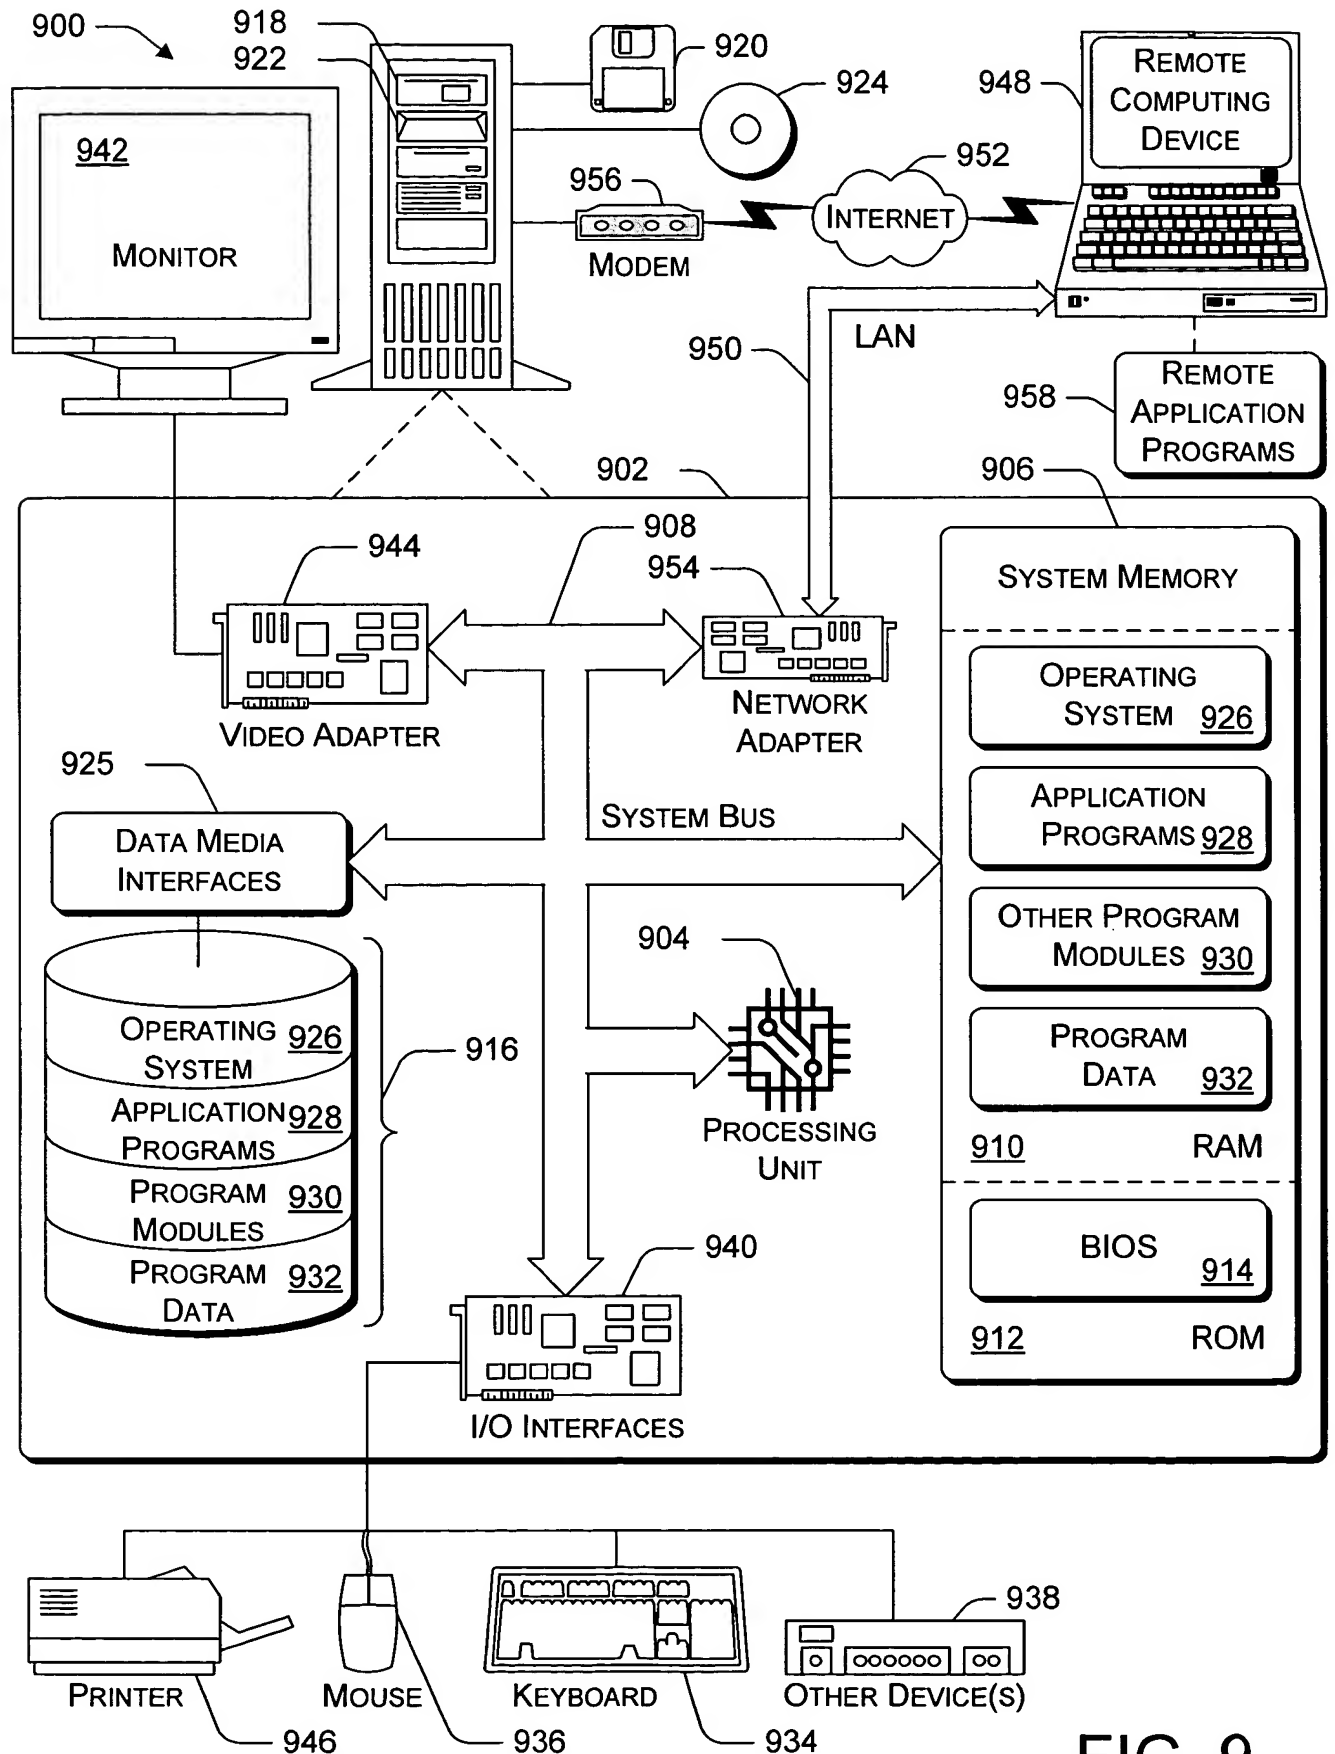 900
918
922
920
924
942
MONITOR
956
MODEM
952
INTERNET
948
REMOTE
COMPUTING
DEVICE
950
LAN
958
REMOTE
APPLICATION
PROGRAMS
902
906
944
908
954
VIDEO ADAPTER
NETWORK
ADAPTER
SYSTEM MEMORY
OPERATING
SYSTEM 926
APPLICATION
PROGRAMS 928
OTHER PROGRAM
MODULES 930
PROGRAM
DATA 932
910 RAM
BIOS
914
912 ROM
925
DATA MEDIA
INTERFACES
SYSTEM BUS
904
PROCESSING
UNIT
OPERATING 926
SYSTEM
APPLICATION 928
PROGRAMS
PROGRAM 930
MODULES
PROGRAM 932
DATA
916
940
I/O INTERFACES
PRINTER
946
MOUSE
936
KEYBOARD
934
938
OTHER DEVICE(S)
FIG. 9